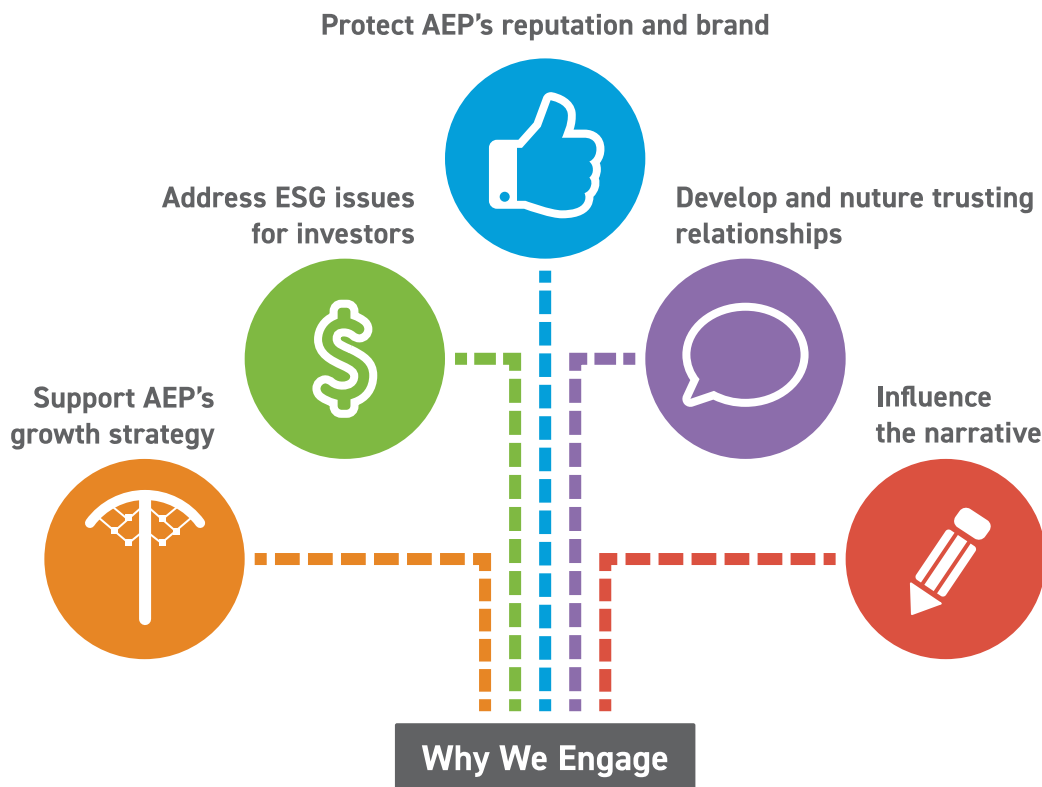 Protect AEP's reputation and brand
Address ESG issues
for investors
Develop and nuture trusting
relationships
Support AEP's
growth strategy
Influence
the narrative
Why We Engage